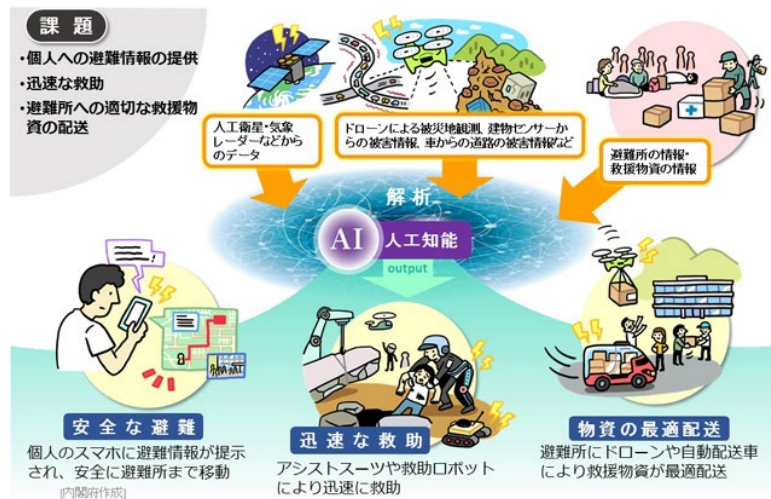 課題
・個人への避難情報の提供
・迅速な救助
・避難所への適切な救援物
資の配送
人工衛星・気象
レーダーなどから
のデータ
ドローンによる被災地観測、建物センサーか
らの被害情報、車からの道路の被害情報など
避難所の情報・
救援物資の情報
解析
AI 人工知能
output
安全な避難
個人のスマホに避難情報が提示
され、安全に避難所まで移動
[内閣府作成]
迅速な救助
アシストスーツや救助ロボット
により迅速に救助
物資の最適配送
避難所にドローンや自動配送車
により救援物資が最適配送